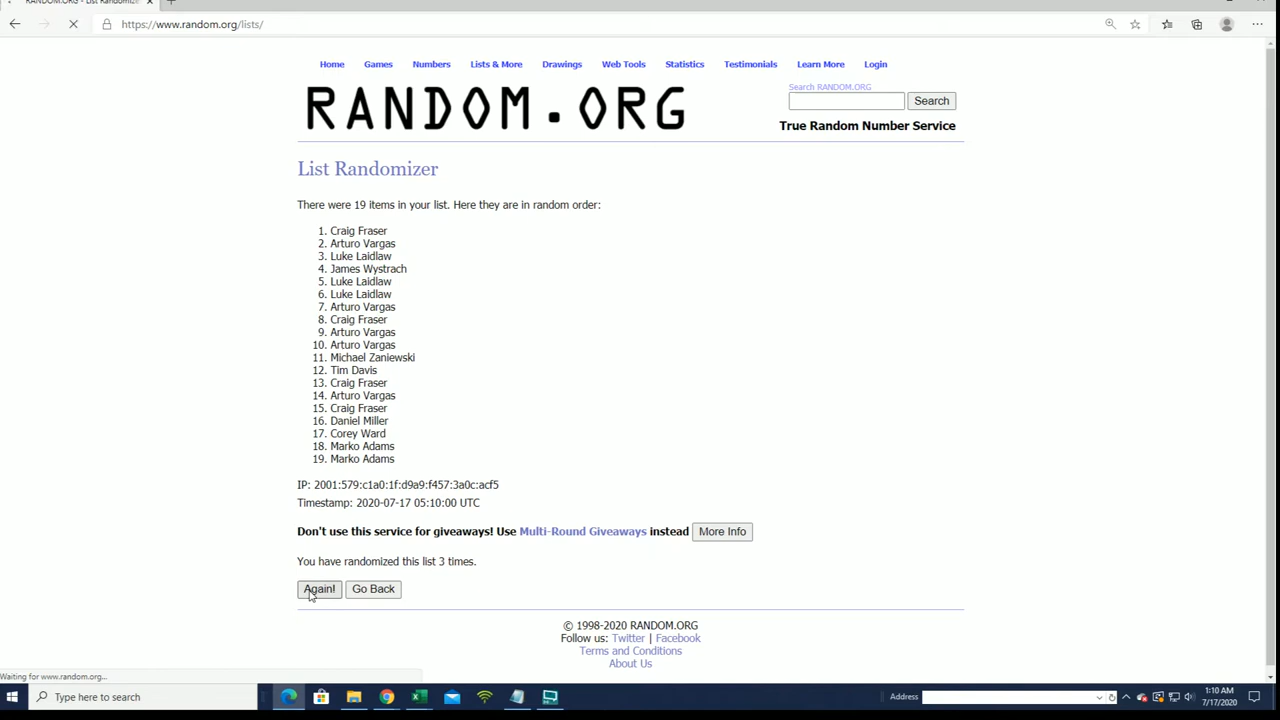 RANDOM.ORG - List Randomiz
https://www.random.org/lists/
Home Games Numbers Lists & More Drawings Web Tools Statistics Testimonials Learn More Login
RANDOM.ORG
Search RANDOM.ORG
Search
True Random Number Service
List Randomizer
There were 19 items in your list. Here they are in random order:
1. Craig Fraser
2. Arturo Vargas
3. Luke Laidlaw
4. James Wystrach
5. Luke Laidlaw
6. Luke Laidlaw
7. Arturo Vargas
8. Craig Fraser
9. Arturo Vargas
10. Arturo Vargas
11. Michael Zaniewski
12. Tim Davis
13. Craig Fraser
14. Arturo Vargas
15. Craig Fraser
16. Daniel Miller
17. Corey Ward
18. Marko Adams
19. Marko Adams
IP: 2001:579:c1a0:1f:d9a9:f457:3a0c:acf5
Timestamp: 2020-07-17 05:10:00 UTC
Don't use this service for giveaways! Use Multi-Round Giveaways instead More Info
You have randomized this list 3 times.
Again! Go Back
© 1998-2020 RANDOM.ORG
Follow us: Twitter | Facebook
Terms and Conditions
About Us
Waiting for www.random.org...
Type here to search
Address
1:10 AM
7/17/2020